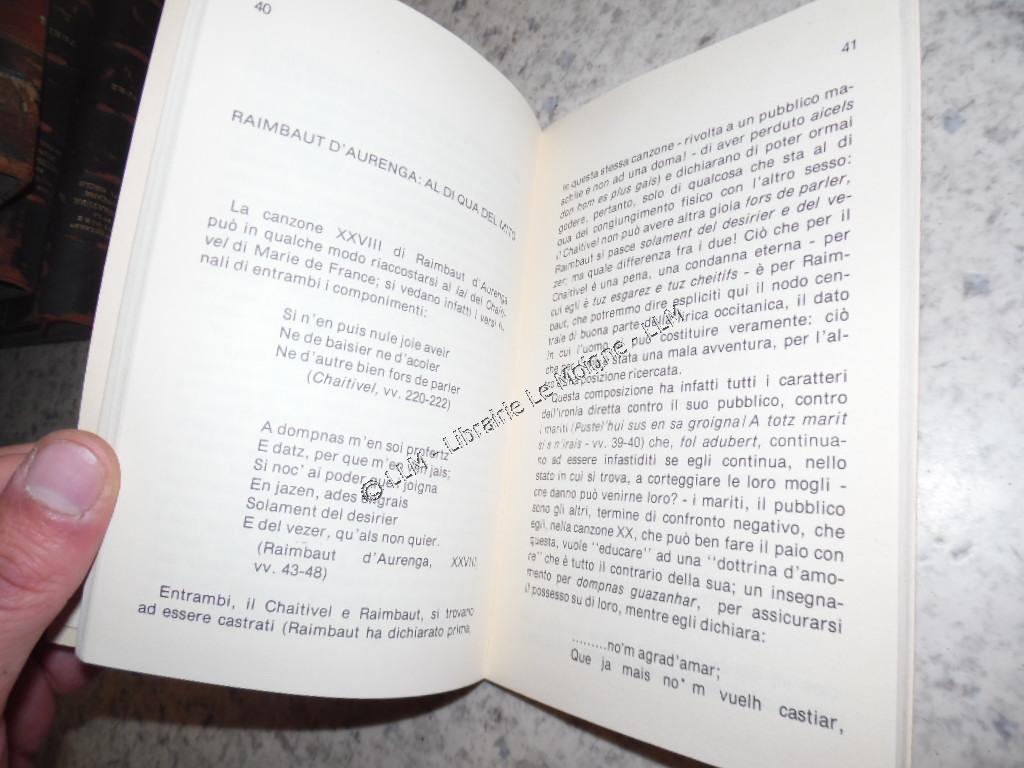 40
RAIMBAUT D'AURENGA: AL DI QUA DEL MITO
La canzone XXVIII di Raimbaut d'Aurenga
può in qualche modo riaccostarsi al lai del Chaiti-
vel di Marie de France; si vedano infatti i versi fi-
nali di entrambi i componimenti:
Si n'en puis nule joie aveir
Ne de baisier ne d'acoler
Ne d'autre bien fors de parler
(Chaitivel, vv. 220-222)
A dompnas m'en soi profertz
E datz, per que m'es jais;
Si noc' ai poder joigna
En jazen, ades engrais
Solament del desirier
E del vezer, qu'als non quier.
(Raimbaut d'Aurenga, XXVIII
vv. 43-48)
Entrambi, il Chaitivel e Raimbaut, si trovano
ad essere castrati (Raimbaut ha dichiarato prima,
41
in questa stessa canzone - rivolta a un pubblico ma-
schile e non ad una doma! - di aver perduto aicels
don hom es plus gais) e dichiarano di poter ormai
godere, pertanto, solo di qualcosa che sta al di
qua del congiungimento fisico con l'altro sesso:
il Chaitivel non può avere altra gioia fors de parler,
Raimbaut si pasce solament del desirier e del ve-
zer; ma quale differenza fra i due! Ciò che per il
Chaitivel è una pena, una condanna eterna - per
cui egli è tuz esgarez e tuz cheitifs - è per Raim-
baut, che potremmo dire espliciti qui il nodo cen-
trale di buona parte della lirica occitanica, il dato
in cui l'uomo si può costituire veramente: ciò
che per l'uno è stata una mala avventura, per l'al-
tro è una posizione ricercata.
Questa composizione ha infatti tutti i caratteri
dell'ironia diretta contro il suo pubblico, contro
i mariti (Pustel'hui sus en sa groigna / A totz marit
si s n'irais - vv. 39-40) che, fol adubert, continua-
no ad essere infastiditi se egli continua, nello
stato in cui si trova, a corteggiare le loro mogli -
che danno può venirne loro? - i mariti, il pubblico
sono gli altri, termine di confronto negativo, che
egli, nella canzone XX, che può ben fare il paio con
questa, vuole "educare" ad una "dottrina d'amo-
re" che è tutto il contrario della sua; un insegna-
mento per dompnas guazanhar, per assicurarsi
il possesso su di loro, mentre egli dichiara:
........no'm agrad'amar;
Que ja mais no'm vuelh castiar,
© LLM - Librairie Le Moigne - LLM